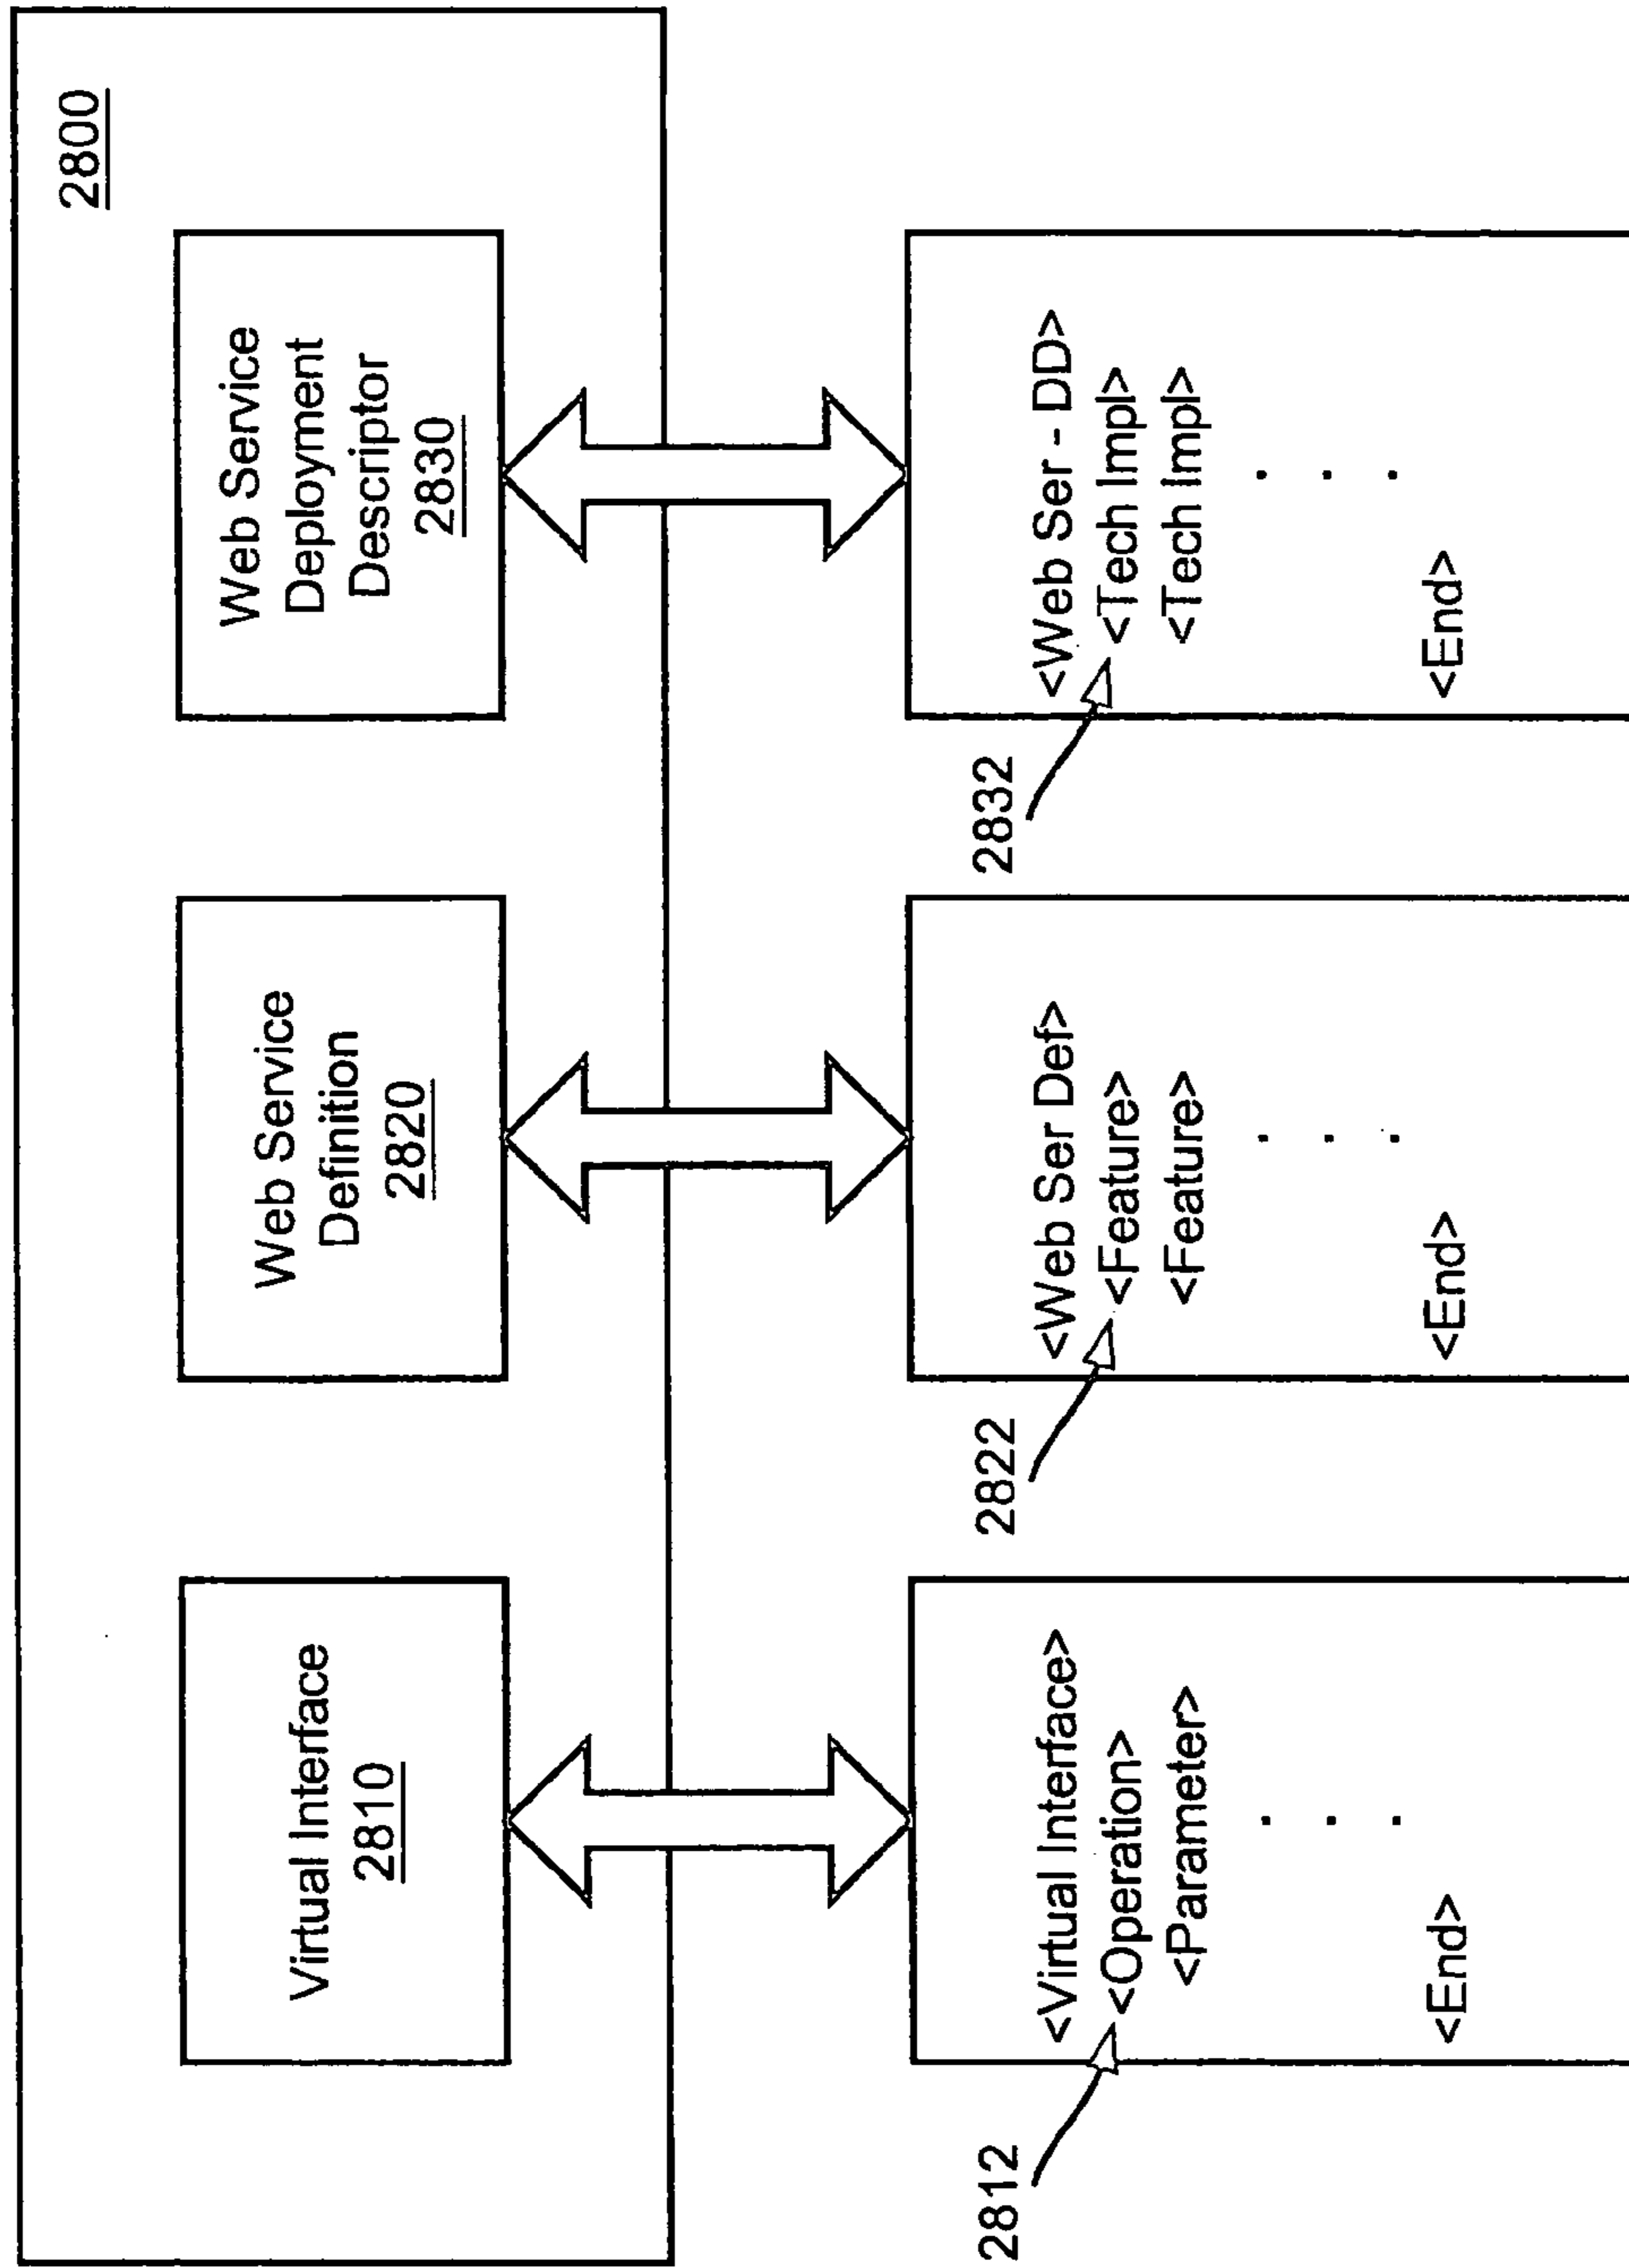 2800
Virtual Interface
2810
Web Service
Definition
2820
Web Service
Deployment
Descriptor
2830
2812
<Virtual Interface>
<Operation>
<Parameter>
. . .
<End>
2822
<Web Ser Def>
<Feature>
<Feature>
. . .
<End>
2832
<Web Ser - DD>
<Tech Impl>
<Tech Impl>
. . .
<End>